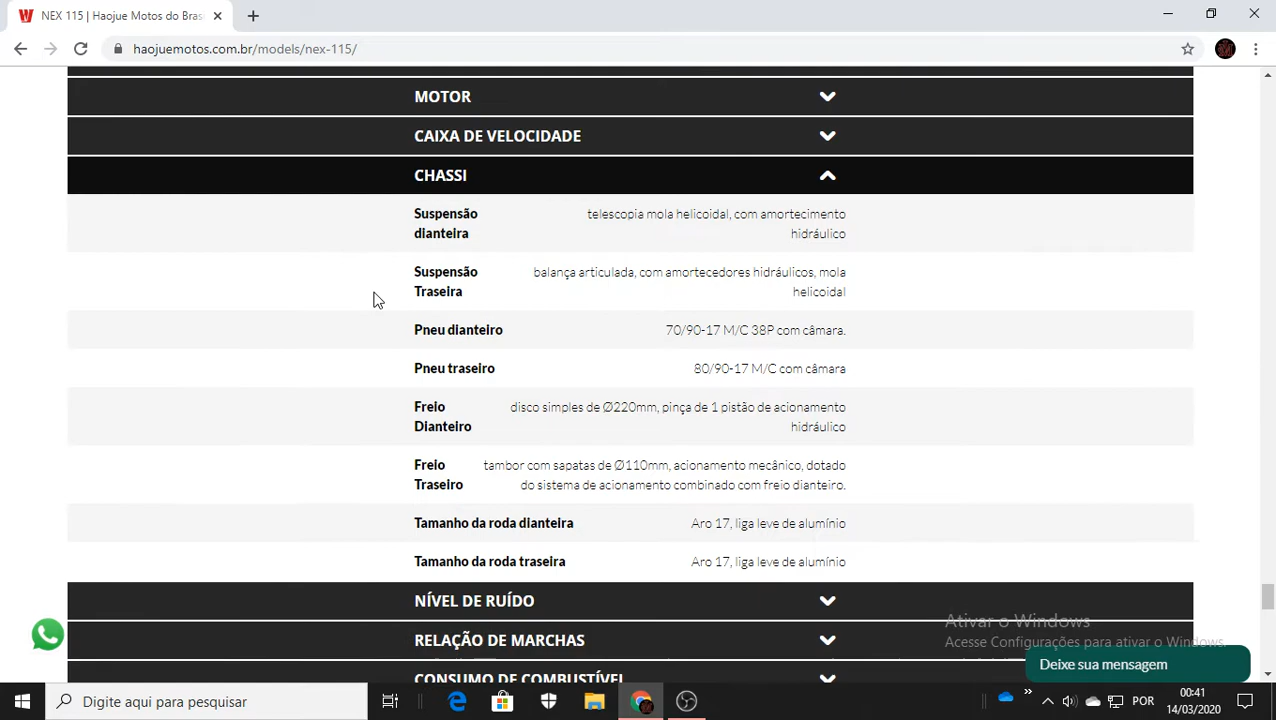 NEX 115 | Haojue Motos do Bras
haojuemotos.com.br/models/nex-115/
MOTOR
CAIXA DE VELOCIDADE
CHASSI
Suspensão dianteira
telescopia mola helicoidal, com amortecimento
hidráulico
Suspensão Traseira
balança articulada, com amortecedores hidráulicos, mola
helicoidal
Pneu dianteiro 70/90-17 M/C 38P com câmara.
Pneu traseiro 80/90-17 M/C com câmara
Freio Dianteiro
disco simples de Ø220mm, pinça de 1 pistão de acionamento
hidráulico
Freio Traseiro
tambor com sapatas de Ø110mm, acionamento mecânico, dotado
do sistema de acionamento combinado com freio dianteiro.
Tamanho da roda dianteira Aro 17, liga leve de alumínio
Tamanho da roda traseira Aro 17, liga leve de alumínio
NÍVEL DE RUÍDO
RELAÇÃO DE MARCHAS
CONSUMO DE COMBUSTÍVEL
Ativar o Windows
Acesse Configurações para ativar o Windows.
Deixe sua mensagem
Digite aqui para pesquisar
POR
00:41
14/03/2020